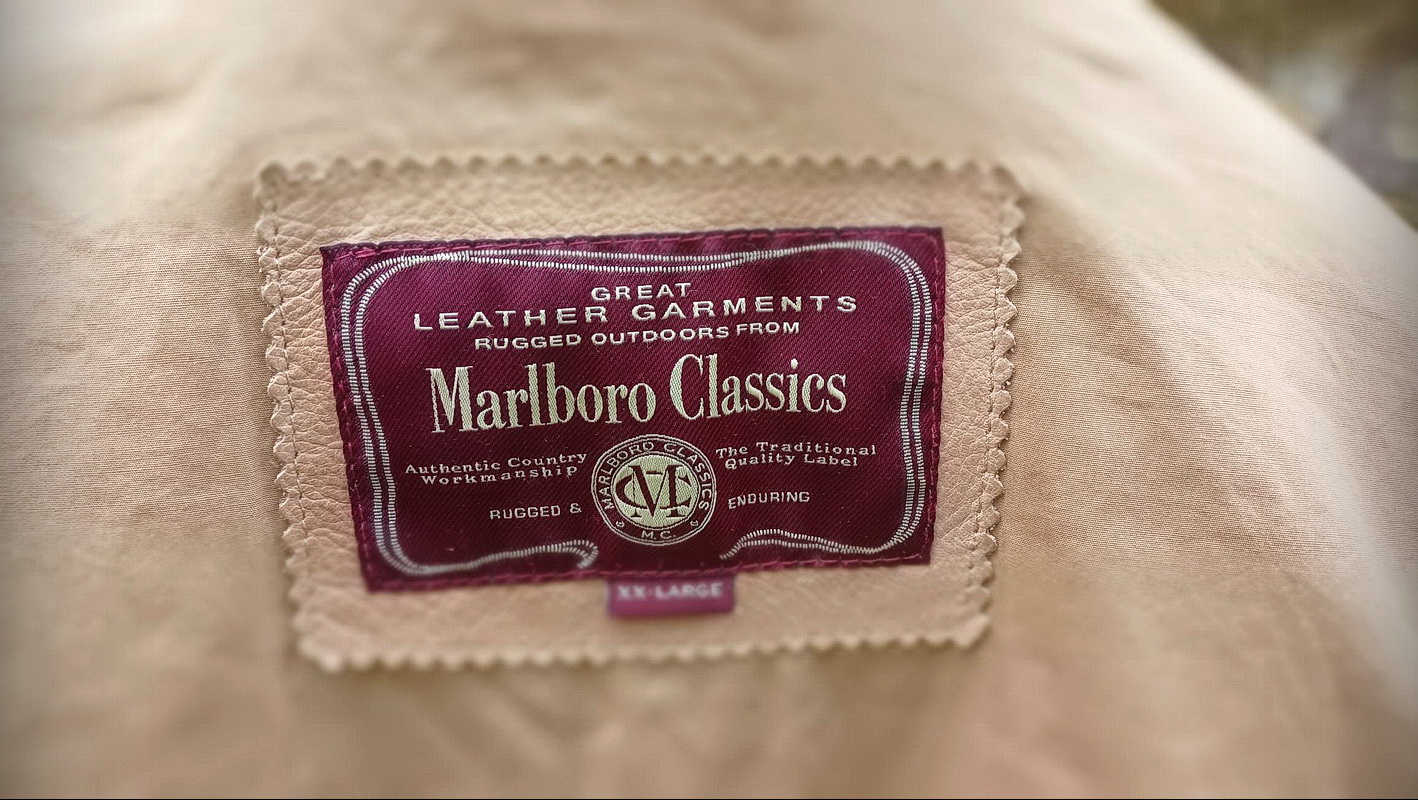 GREAT
LEATHER GARMENTS
RUGGED OUTDOORS FROM
Marlboro Classics
Authentic Country
Workmanship
The Traditional
Quality Label
RUGGED &
MARLBORO CLASSICS
MC
M.C.
ENDURING
XX-LARGE